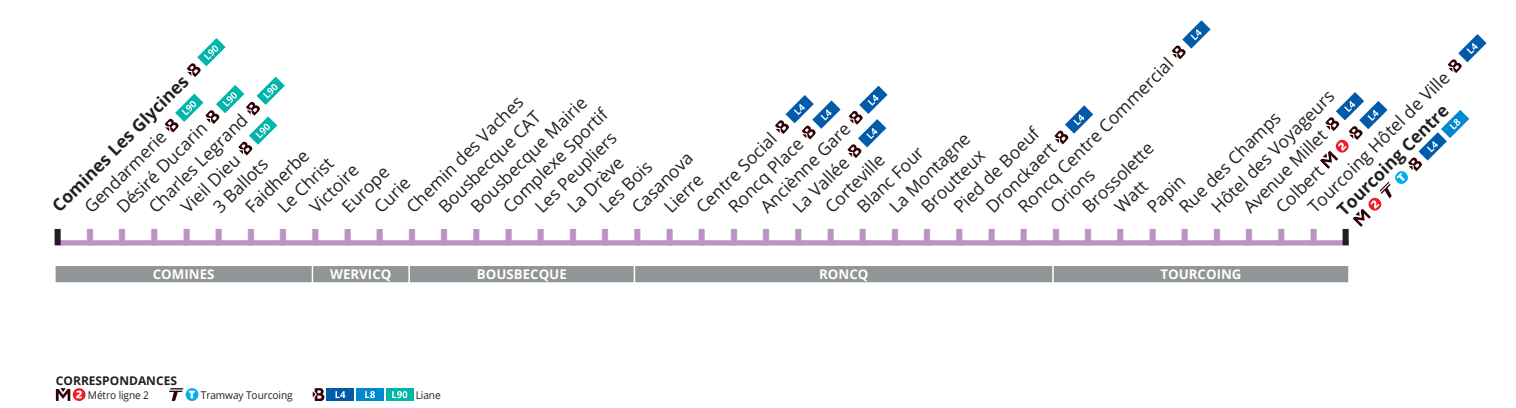 Comines Les Glycines B L90
Gendarmerie B L90
Désiré Ducarin B L90
Charles Legrand B L90
Vieil Dieu B L90
3 Ballots
Faidherbe
Le Christ
Victoire
Europe
Curie
Chemin des Vaches
Bousbecque CAT
Bousbecque Mairie
Complexe Sportif
Les Peupliers
La Drève
Les Bois
Casanova
Lierre
Centre Social B L4
Roncq Place B L4
Anciènne Gare B L4
La Vallée B L4
Corteville
Blanc Four
La Montagne
Broutteux
Pied de Boeuf
Dronckaert B L4
Roncq Centre Commercial B L4
Orions
Brossolette
Watt
Papin
Rue des Champs
Hôtel des Voyageurs
Avenue Millet B L4
Colbert M 2 B L4
Tourcoing Hôtel de Ville B L4
Tourcoing Centre
M 2 T T B L4 L8
COMINES WERVICQ BOUSBECQUE RONCQ TOURCOING
CORRESPONDANCES
M 2 Métro ligne 2 T T Tramway Tourcoing B L4 L8 L90 Liane